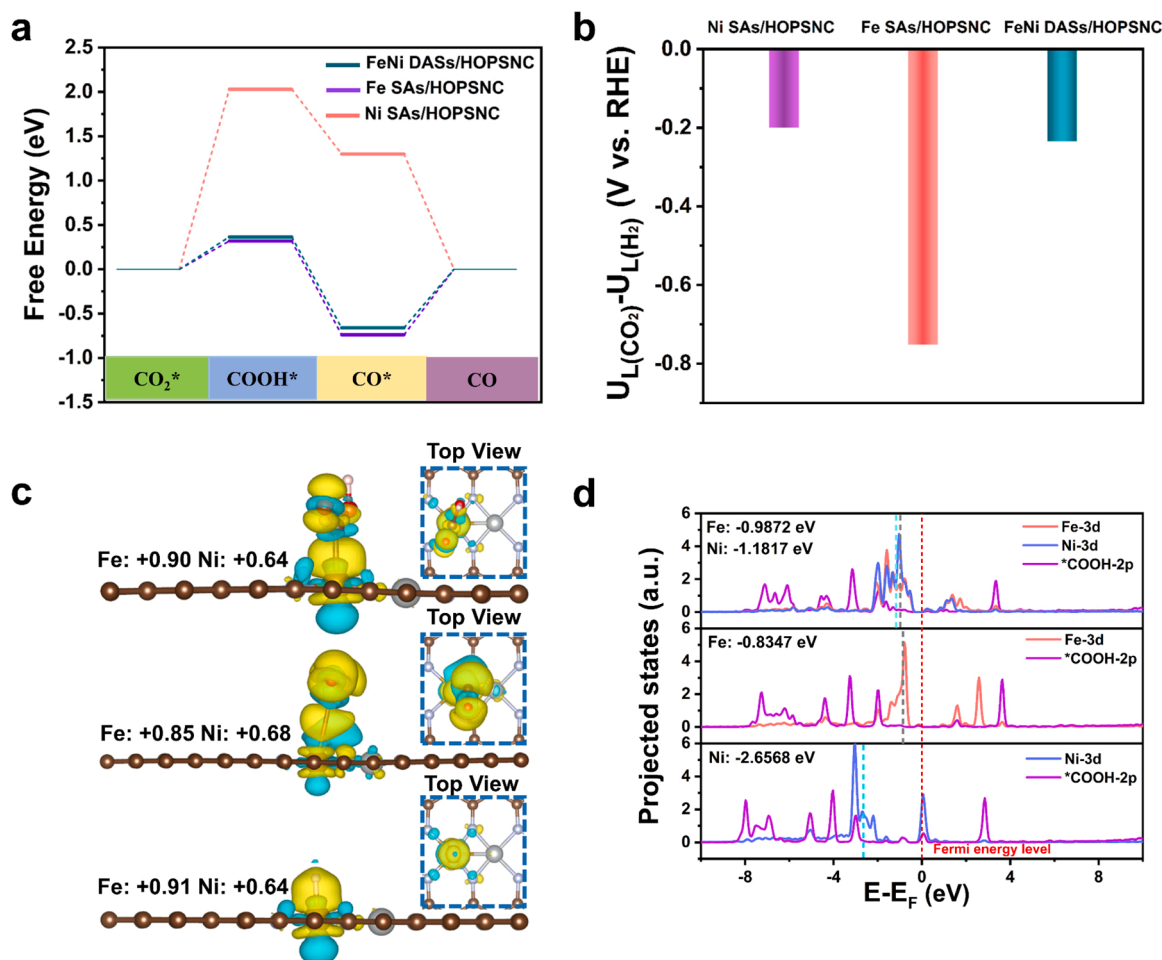 a
2.5
2.0
1.5
1.0
0.5
0.0
-0.5
-1.0
-1.5
Free Energy (eV)
FeNi DASs/HOPSNC
Fe SAs/HOPSNC
Ni SAs/HOPSNC
CO₂* COOH* CO* CO
b
Ni SAs/HOPSNC Fe SAs/HOPSNC FeNi DASs/HOPSNC
0.0
-0.2
-0.4
-0.6
-0.8
U_L(CO₂)-U_L(H₂) (V vs. RHE)
c
Top View
Fe: +0.90 Ni: +0.64
Top View
Fe: +0.85 Ni: +0.68
Top View
Fe: +0.91 Ni: +0.64
d
Projected states (a.u.)
6
4
2
0
Fe: -0.9872 eV
Ni: -1.1817 eV
Fe-3d
Ni-3d
*COOH-2p
6
4
2
0
Fe: -0.8347 eV
Fe-3d
*COOH-2p
6
4
2
0
Ni: -2.6568 eV
Ni-3d
*COOH-2p
Fermi energy level
-8 -4 0 4 8
E-E_F (eV)